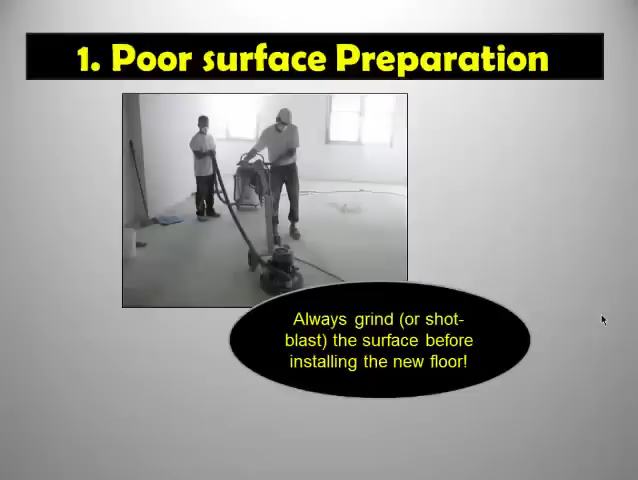 1. Poor surface Preparation
Always grind (or shot-
blast) the surface before
installing the new floor!